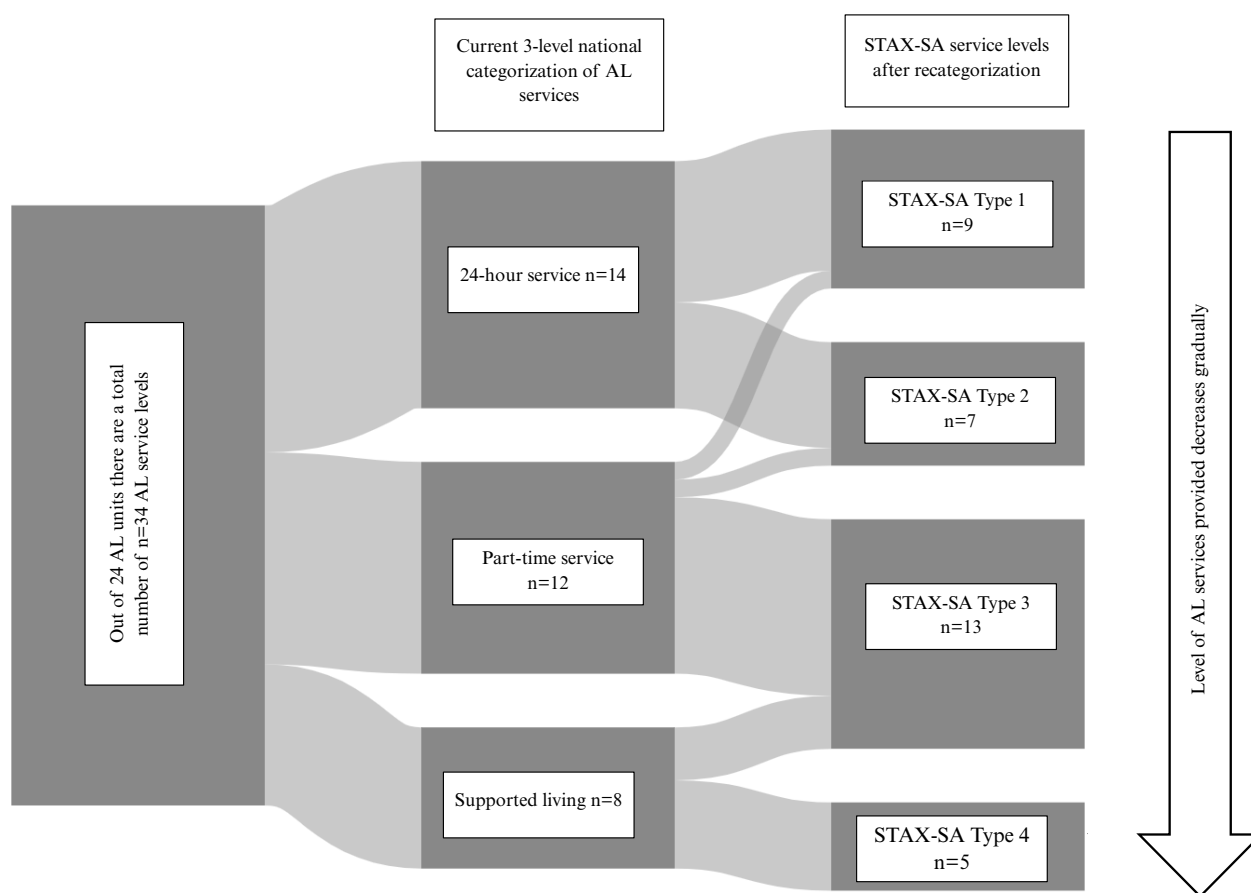 Current 3-level national
categorization of AL
services
STAX-SA service levels
after recategorization
Out of 24 AL units there are a total
number of n=34 AL service levels
24-hour service n=14
Part-time service
n=12
Supported living n=8
STAX-SA Type 1
n=9
STAX-SA Type 2
n=7
STAX-SA Type 3
n=13
STAX-SA Type 4
n=5
Level of AL services provided decreases gradually